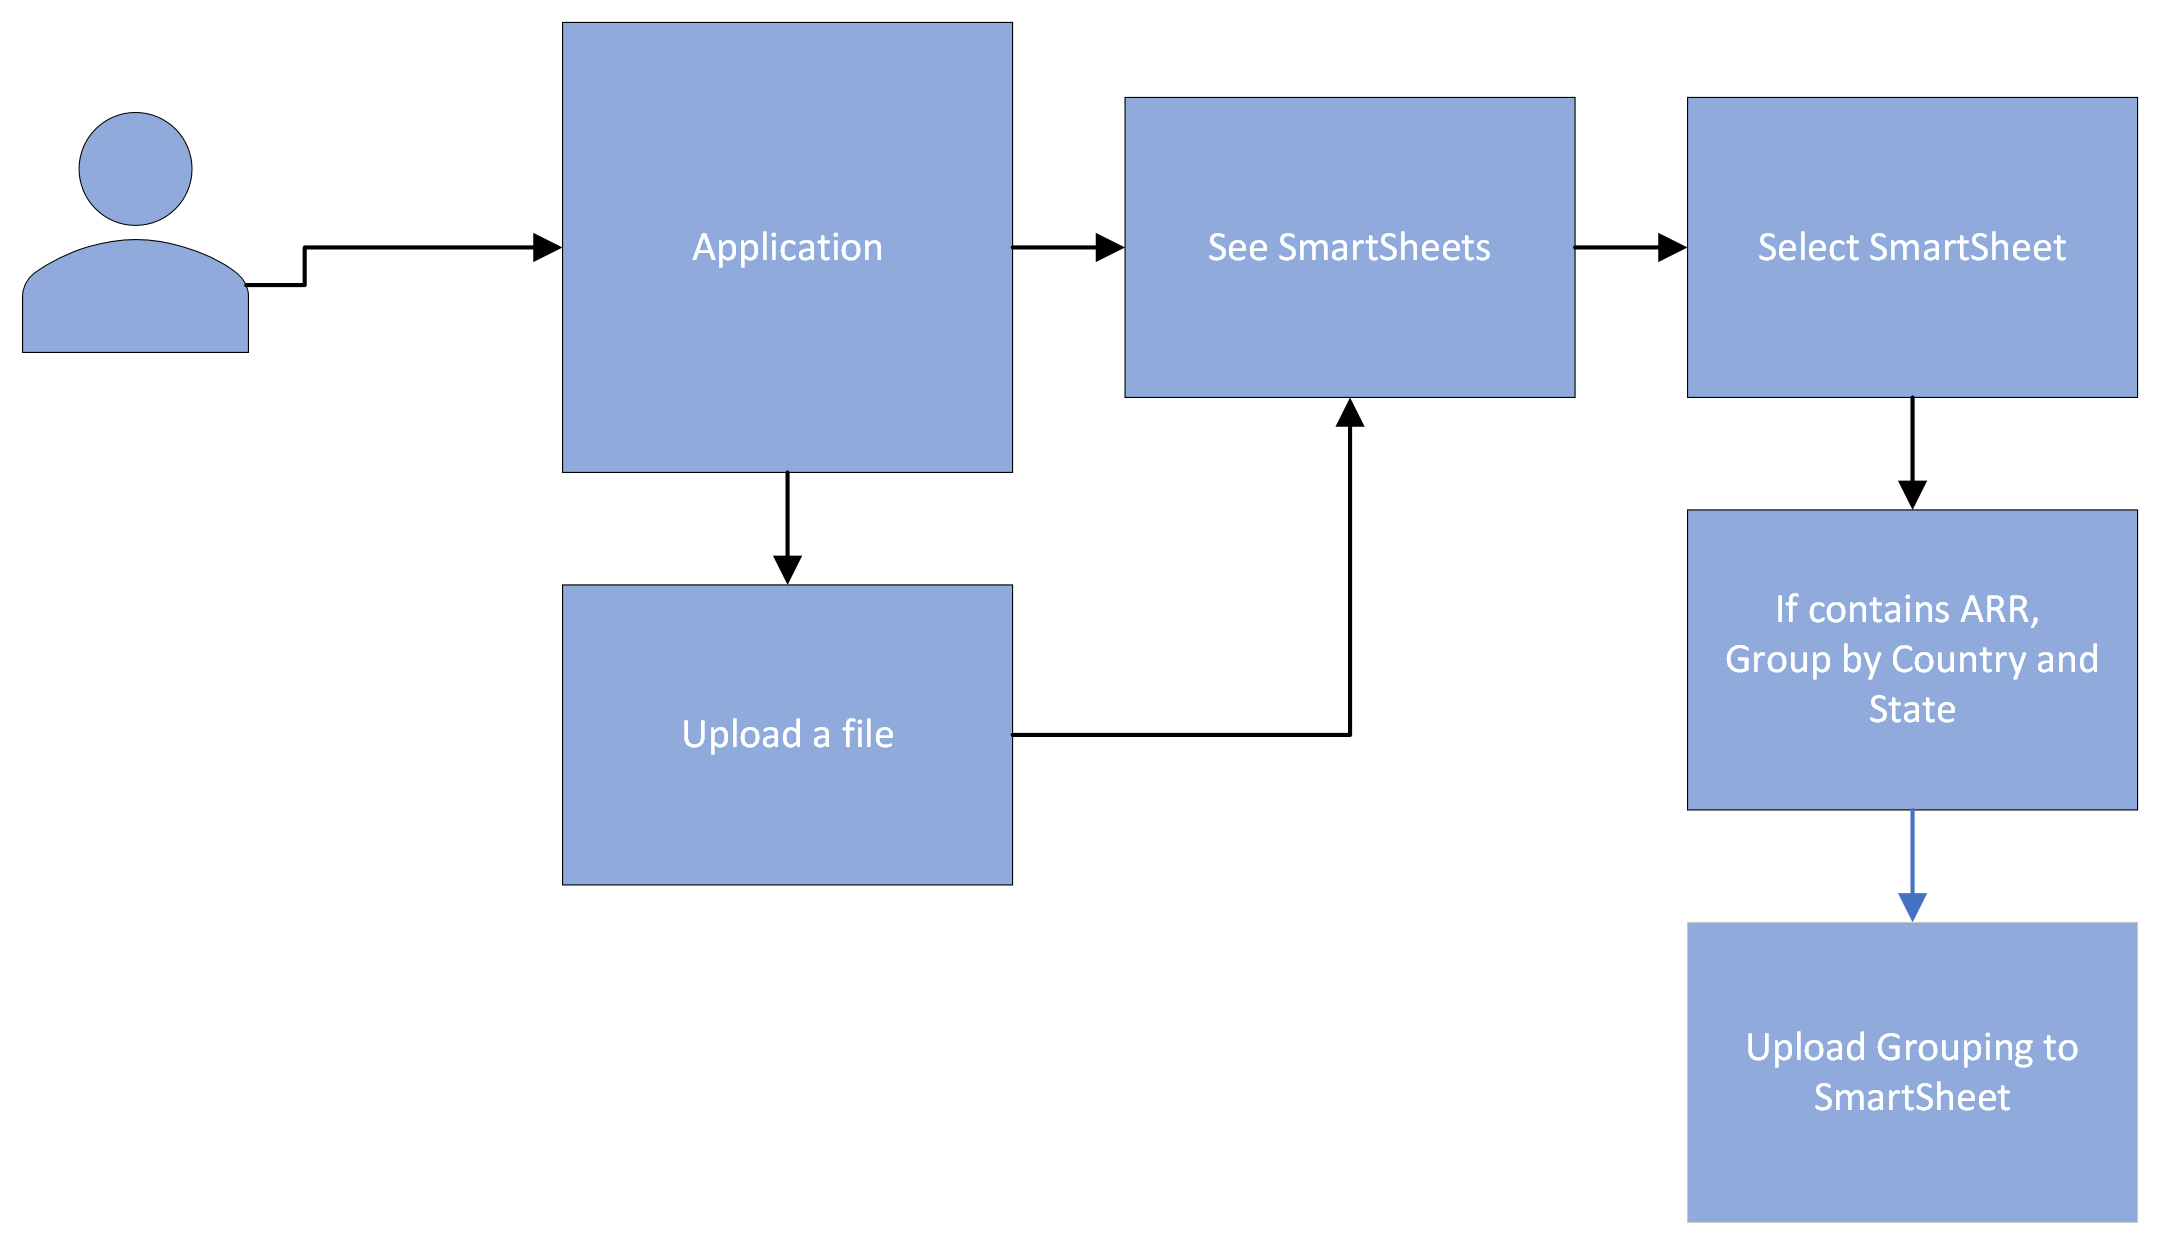 Application
See SmartSheets
Select SmartSheet
Upload a file
If contains ARR,
Group by Country and
State
Upload Grouping to
SmartSheet